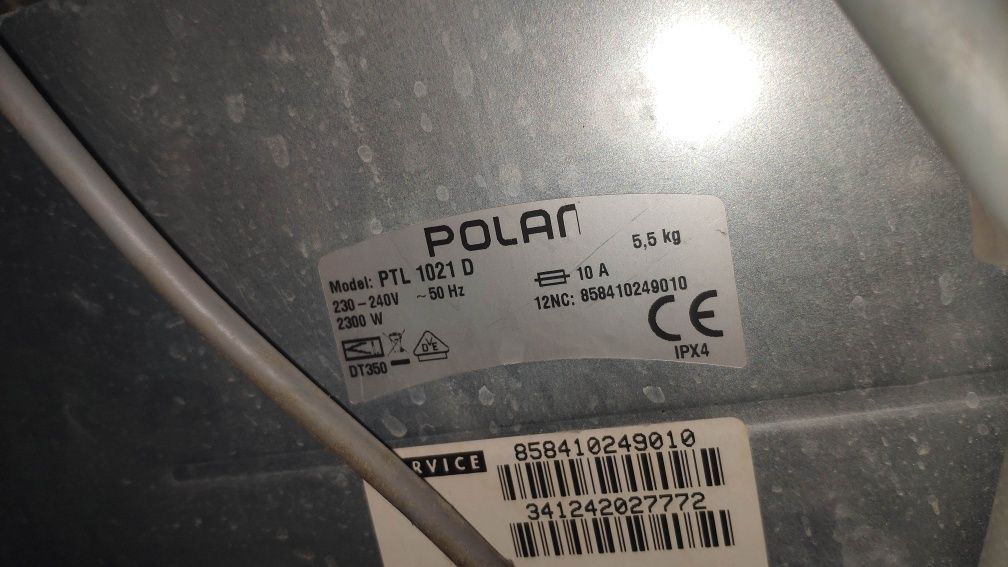 POLAR
5,5 kg
Model: PTL 1021 D
230-240V ~50 Hz
2300 W
10 A
12NC: 858410249010
CE
IPX4
DVE
DT350
RVICE
858410249010
341242027772